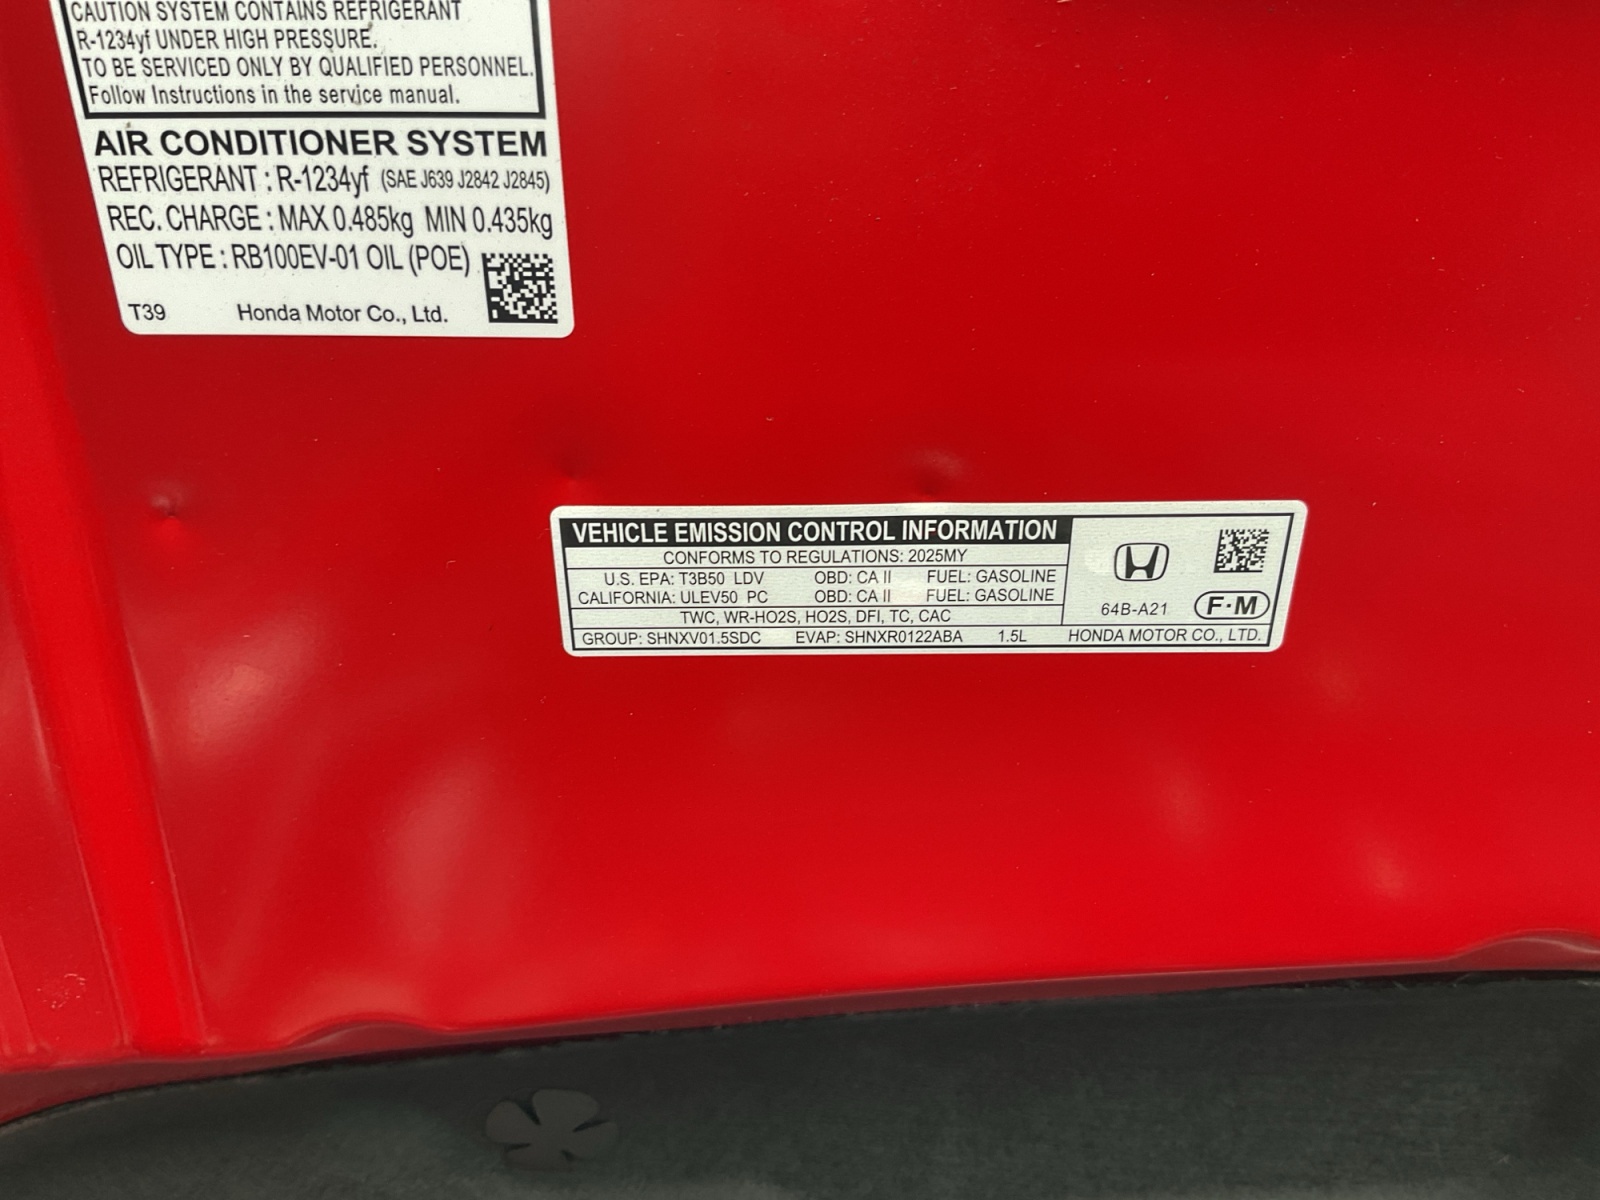 CAUTION SYSTEM CONTAINS REFRIGERANT
R-1234yf UNDER HIGH PRESSURE.
TO BE SERVICED ONLY BY QUALIFIED PERSONNEL.
Follow Instructions in the service manual.
AIR CONDITIONER SYSTEM
REFRIGERANT : R-1234yf (SAE J639 J2842 J2845)
REC. CHARGE : MAX 0.485kg MIN 0.435kg
OIL TYPE : RB100EV-01 OIL (POE)
T39 Honda Motor Co., Ltd.
VEHICLE EMISSION CONTROL INFORMATION
CONFORMS TO REGULATIONS: 2025MY
U.S. EPA: T3B50 LDV OBD: CA II FUEL: GASOLINE
CALIFORNIA: ULEV50 PC OBD: CA II FUEL: GASOLINE
TWC, WR-HO2S, HO2S, DFI, TC, CAC
GROUP: SHNXV01.5SDC EVAP: SHNXR0122ABA 1.5L
64B-A21 F·M
HONDA MOTOR CO., LTD.